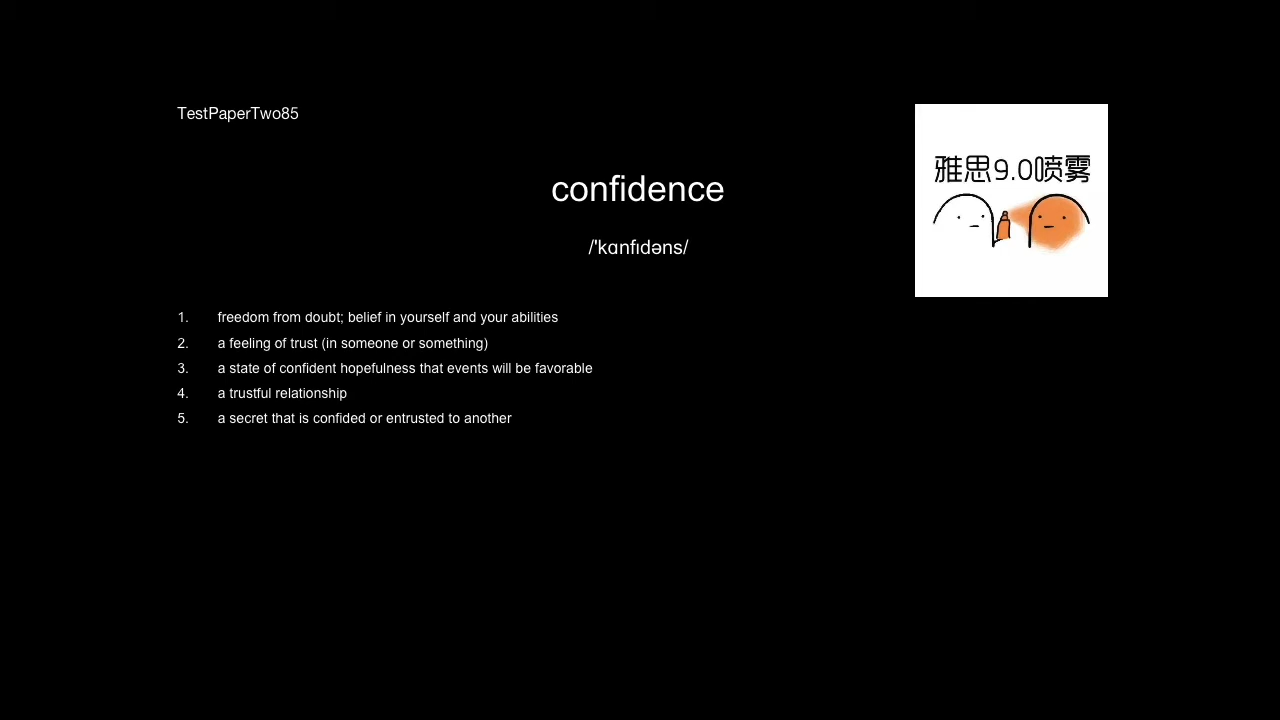 TestPaperTwo85
雅思9.0喷雾
confidence
/'kɑnfɪdəns/
1. freedom from doubt; belief in yourself and your abilities
2. a feeling of trust (in someone or something)
3. a state of confident hopefulness that events will be favorable
4. a trustful relationship
5. a secret that is confided or entrusted to another